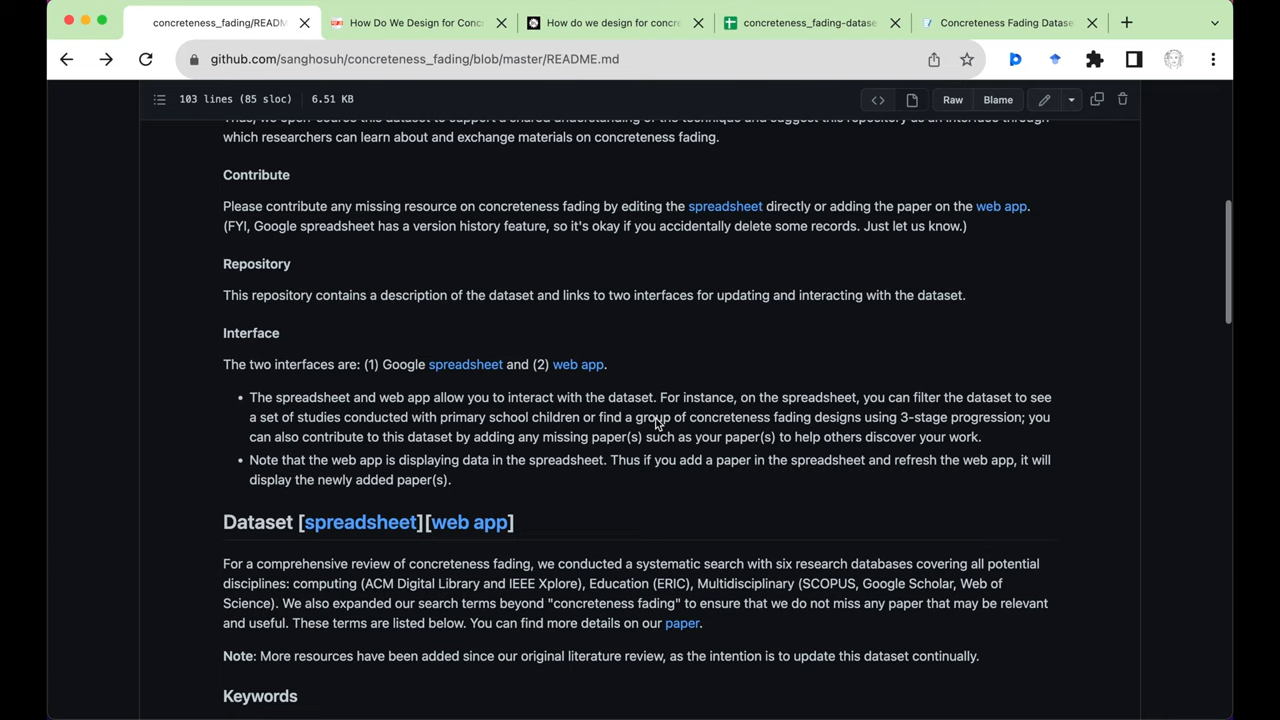 concreteness_fading/READM
How Do We Design for Conc
How do we design for concre
concreteness_fading-dataset
Concreteness Fading Datase
github.com/sanghosuh/concreteness_fading/blob/master/README.md
103 lines (85 sloc) 6.51 KB
Raw Blame
Thus, we open-source this dataset to support a shared understanding of the technique and suggest this repository as an interface through
which researchers can learn about and exchange materials on concreteness fading.
Contribute
Please contribute any missing resource on concreteness fading by editing the spreadsheet directly or adding the paper on the web app.
(FYI, Google spreadsheet has a version history feature, so it's okay if you accidentally delete some records. Just let us know.)
Repository
This repository contains a description of the dataset and links to two interfaces for updating and interacting with the dataset.
Interface
The two interfaces are: (1) Google spreadsheet and (2) web app.
• The spreadsheet and web app allow you to interact with the dataset. For instance, on the spreadsheet, you can filter the dataset to see
a set of studies conducted with primary school children or find a group of concreteness fading designs using 3-stage progression; you
can also contribute to this dataset by adding any missing paper(s) such as your paper(s) to help others discover your work.
• Note that the web app is displaying data in the spreadsheet. Thus if you add a paper in the spreadsheet and refresh the web app, it will
display the newly added paper(s).
Dataset [spreadsheet][web app]
For a comprehensive review of concreteness fading, we conducted a systematic search with six research databases covering all potential
disciplines: computing (ACM Digital Library and IEEE Xplore), Education (ERIC), Multidisciplinary (SCOPUS, Google Scholar, Web of
Science). We also expanded our search terms beyond "concreteness fading" to ensure that we do not miss any paper that may be relevant
and useful. These terms are listed below. You can find more details on our paper.
Note: More resources have been added since our original literature review, as the intention is to update this dataset continually.
Keywords